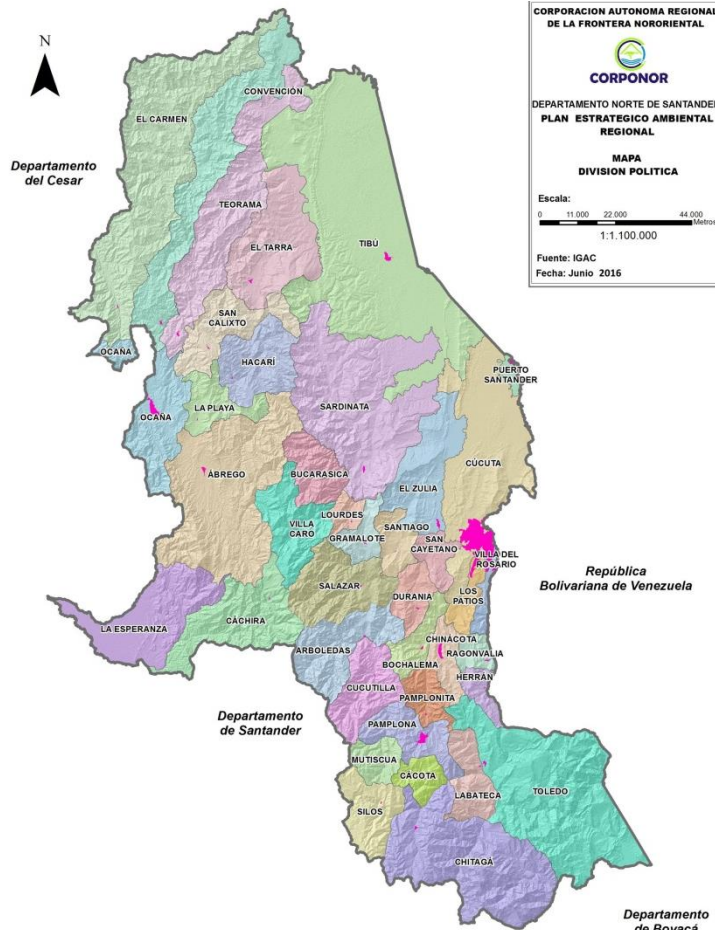 CORPORACION AUTONOMA REGIONAL
DE LA FRONTERA NORORIENTAL
CORPONOR
DEPARTAMENTO NORTE DE SANTANDER
PLAN ESTRATEGICO AMBIENTAL
REGIONAL
MAPA
DIVISION POLITICA
Escala:
0 11.000 22.000 44.000
Metros
1:1.100.000
Fuente: IGAC
Fecha: Junio 2016
N
CONVENCIÓN
EL CARMEN
Departamento
del Cesar
TEORAMA
EL TARRA
TIBÚ
SAN
CALIXTO
OCAÑA
HACARÍ
PUERTO
SANTANDER
LA PLAYA
SARDINATA
OCAÑA
ÁBREGO
BUCARASICA
CÚCUTA
EL ZULIA
LOURDES
VILLA
CARO
GRAMALOTE
SANTIAGO
SAN
CAYETANO
VILLA DEL
ROSARIO
República
Bolivariana de Venezuela
SALAZAR
DURANIA
LOS
PATIOS
LA ESPERANZA
CÁCHIRA
ARBOLEDAS
CHINÁCOTA
RAGONVALIA
BOCHALEMA
HERRÁN
CUCUTILLA
PAMPLONITA
Departamento
de Santander
PAMPLONA
MUTISCUA
CÁCOTA
LABATECA
TOLEDO
SILOS
CHITAGÁ
Departamento
de Boyacá